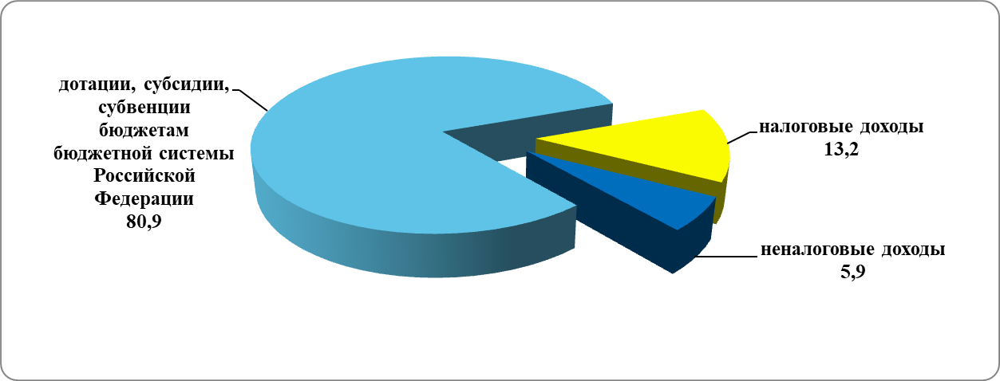 дотации, субсидии,
субвенции
бюджетам
бюджетной системы
Российской
Федерации
80,9
налоговые доходы
13,2
неналоговые доходы
5,9